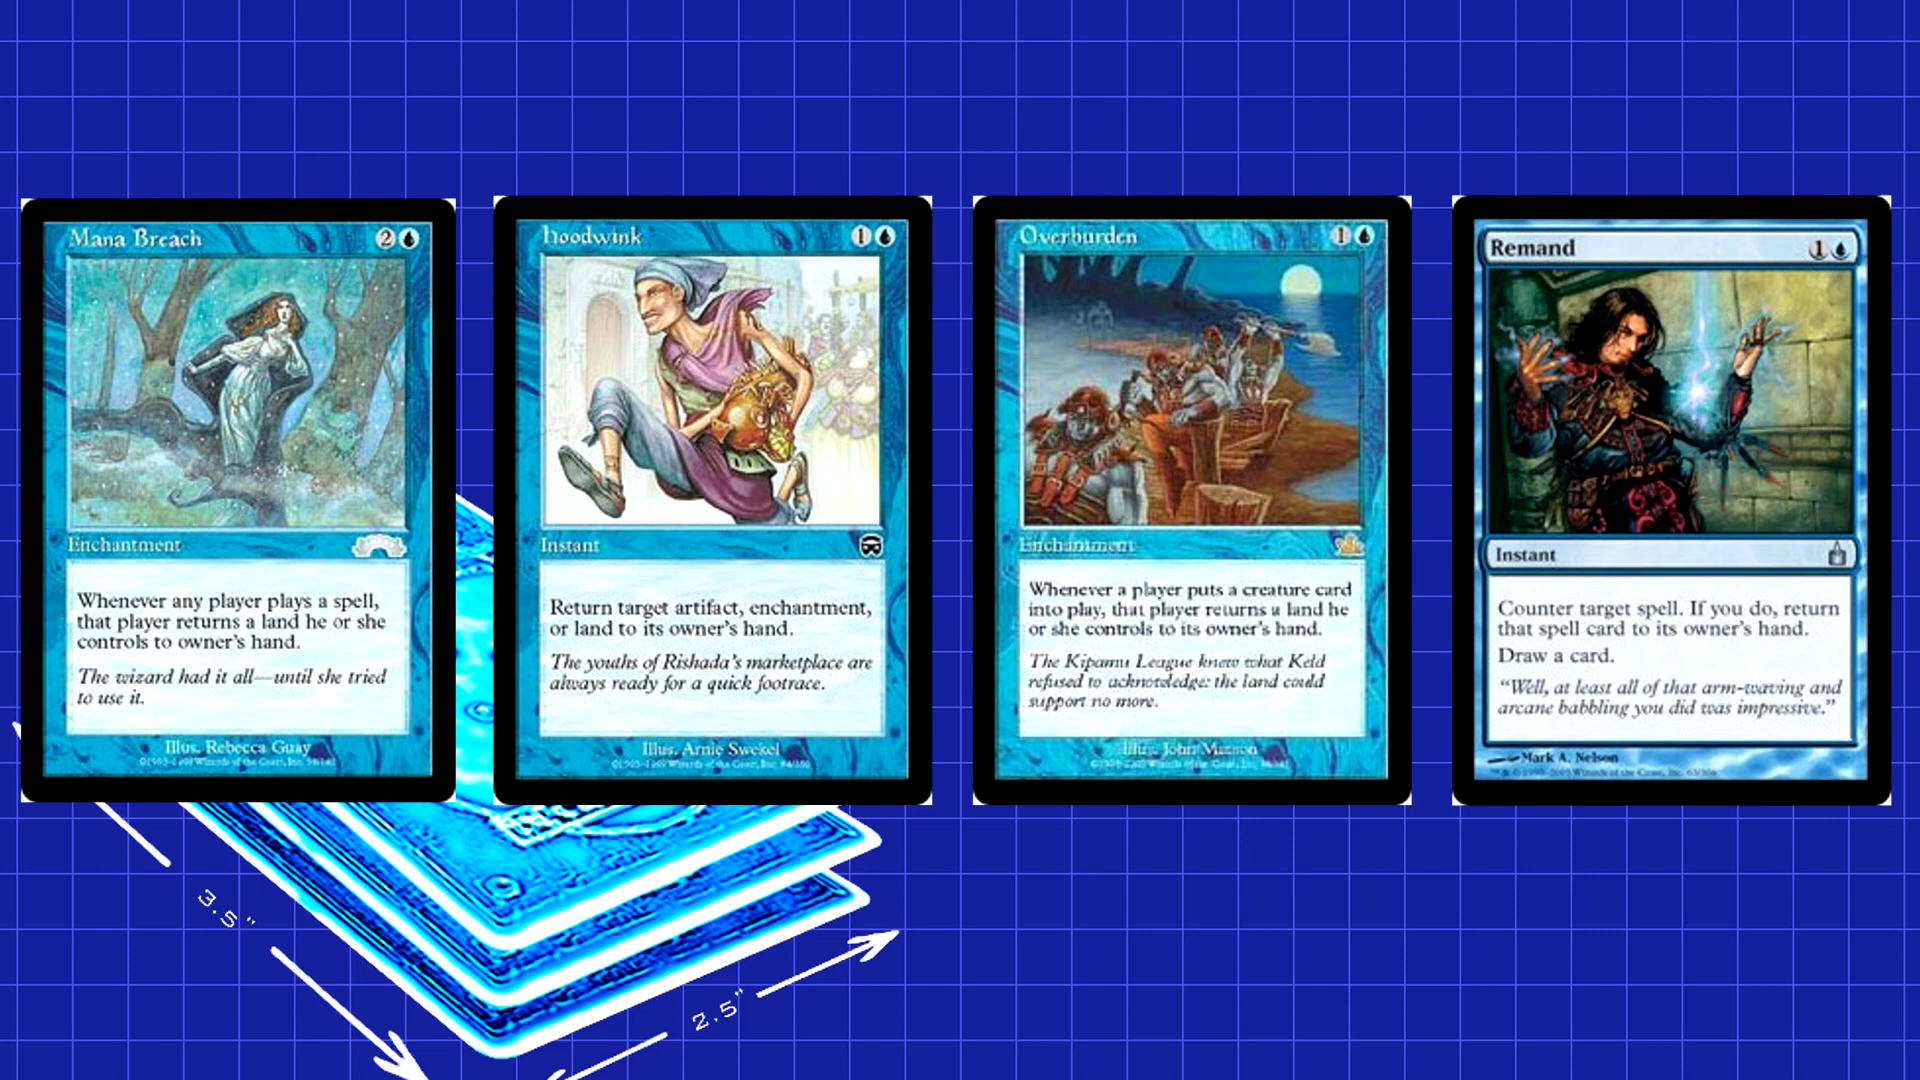 Mana Breach
2
Enchantment
Whenever any player plays a spell,
that player returns a land he or she
controls to owner's hand.
The wizard had it all—until she tried
to use it.
Illus. Rebecca Guay
Hoodwink
1
Instant
Return target artifact, enchantment,
or land to its owner's hand.
The youths of Rishada's marketplace are
always ready for a quick footrace.
Illus. Arnie Swekel
Overburden
1
Enchantment
Whenever a player puts a creature card
into play, that player returns a land he
or she controls to its owner's hand.
The Kipamu League knew what Keld
refused to acknowledge: the land could
support no more.
Illus. John Matson
Remand
1
Instant
Counter target spell. If you do, return
that spell card to its owner's hand.
Draw a card.
"Well, at least all of that arm-waving and
arcane babbling you did was impressive."
Mark A. Nelson
3.5"
2.5"